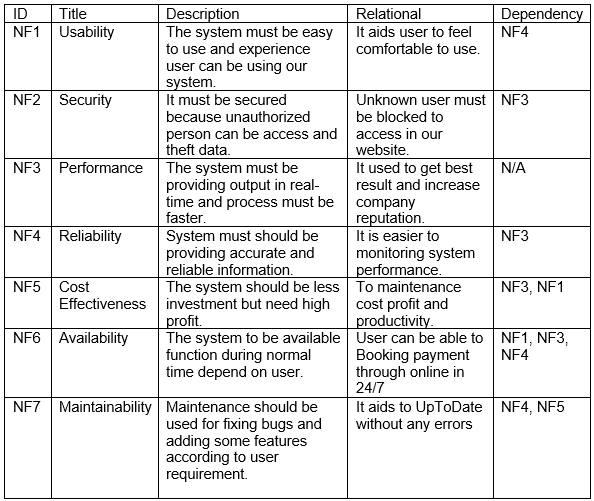 ID Title Description Relational Dependency
NF1 Usability The system must be easy It aids user to feel NF4
to use and experience comfortable to use.
user can be using our
system.
NF2 Security It must be secured Unknown user must NF3
because unauthorized be blocked to
person can be access and access in our
theft data. website.
NF3 Performance The system must be It used to get best N/A
providing output in real- result and increase
time and process must be company
faster. reputation.
NF4 Reliability System must should be It is easier to NF3
providing accurate and monitoring system
reliable information. performance.
NF5 Cost The system should be less To maintenance NF3, NF1
Effectiveness investment but need high cost profit and
profit. productivity.
NF6 Availability The system to be available User can be able to NF1, NF3,
function during normal Booking payment NF4
time depend on user. through online in
24/7
NF7 Maintainability Maintenance should be It aids to UpToDate NF4, NF5
used for fixing bugs and without any errors
adding some features
according to user
requirement.